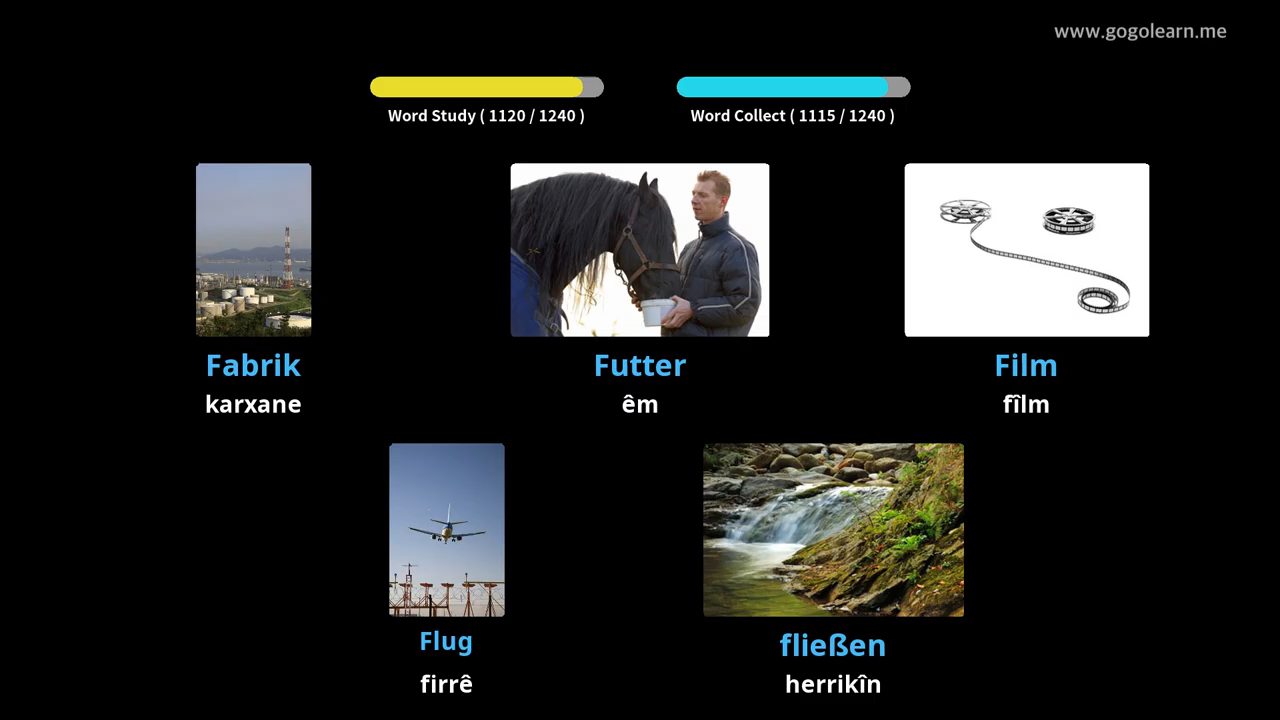 www.gogolearn.me
Word Study ( 1120 / 1240 )
Word Collect ( 1115 / 1240 )
Fabrik
karxane
Futter
êm
Film
fîlm
Flug
firrê
fließen
herrikîn